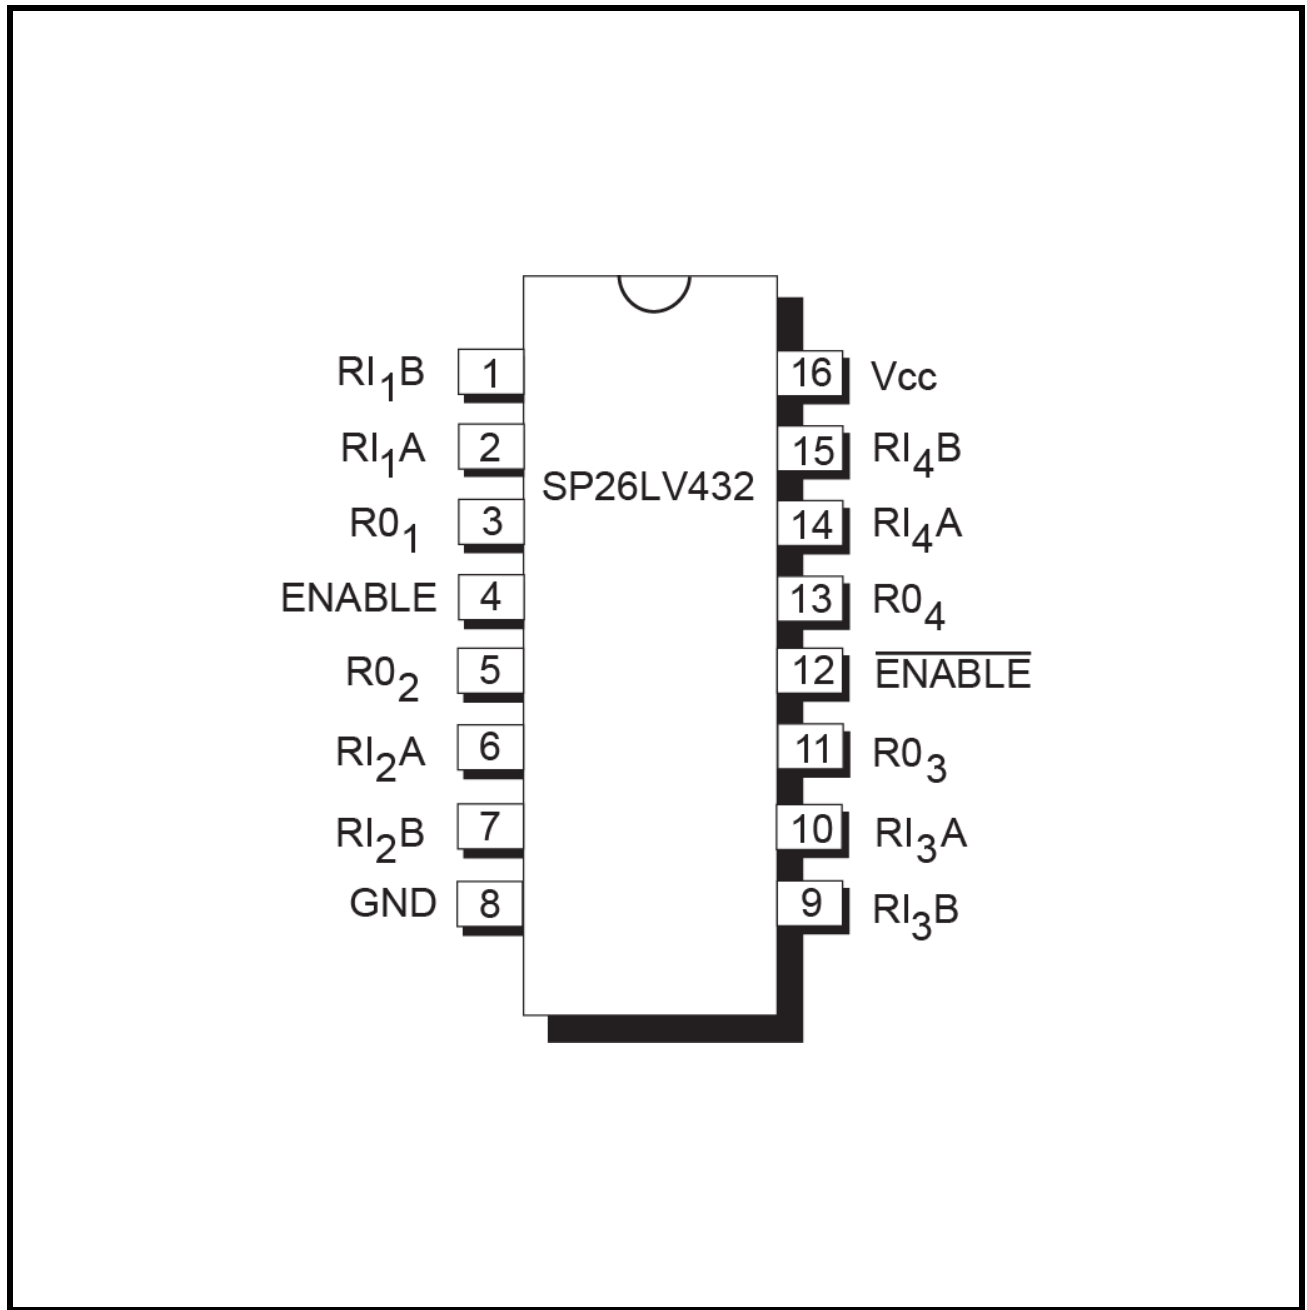 RI1B 1 16 Vcc
RI1A 2 15 RI4B
SP26LV432
R01 3 14 RI4A
ENABLE 4 13 R04
R02 5 12 ENABLE
RI2A 6 11 R03
RI2B 7 10 RI3A
GND 8 9 RI3B